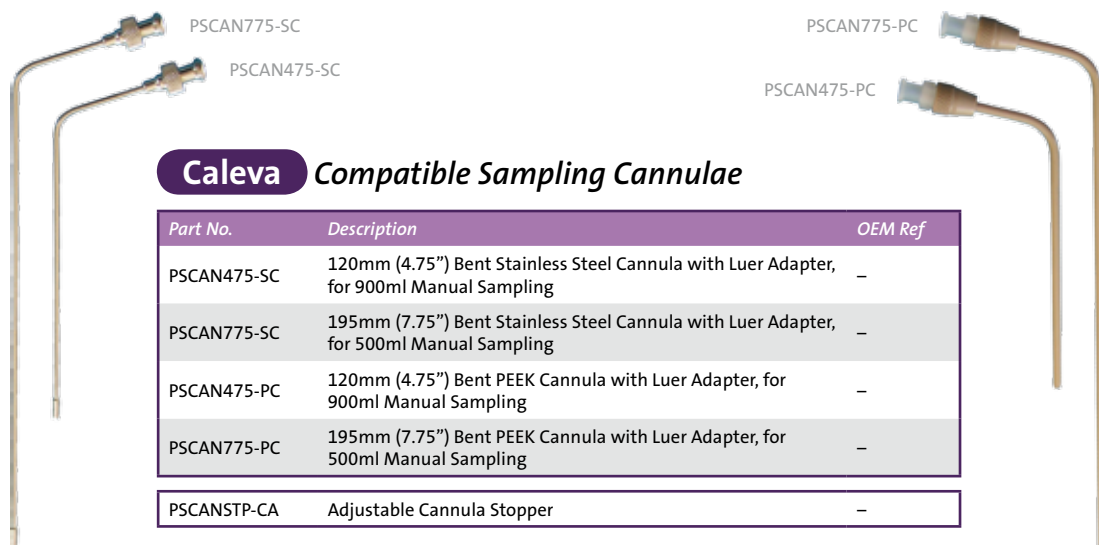 PSCAN775-SC
PSCAN775-PC
PSCAN475-SC
PSCAN475-PC
Caleva Compatible Sampling Cannulae
Part No. Description OEM Ref
PSCAN475-SC 120mm (4.75”) Bent Stainless Steel Cannula with Luer Adapter, –
for 900ml Manual Sampling
PSCAN775-SC 195mm (7.75”) Bent Stainless Steel Cannula with Luer Adapter, –
for 500ml Manual Sampling
PSCAN475-PC 120mm (4.75”) Bent PEEK Cannula with Luer Adapter, for –
900ml Manual Sampling
PSCAN775-PC 195mm (7.75”) Bent PEEK Cannula with Luer Adapter, for –
500ml Manual Sampling
PSCANSTP-CA Adjustable Cannula Stopper –